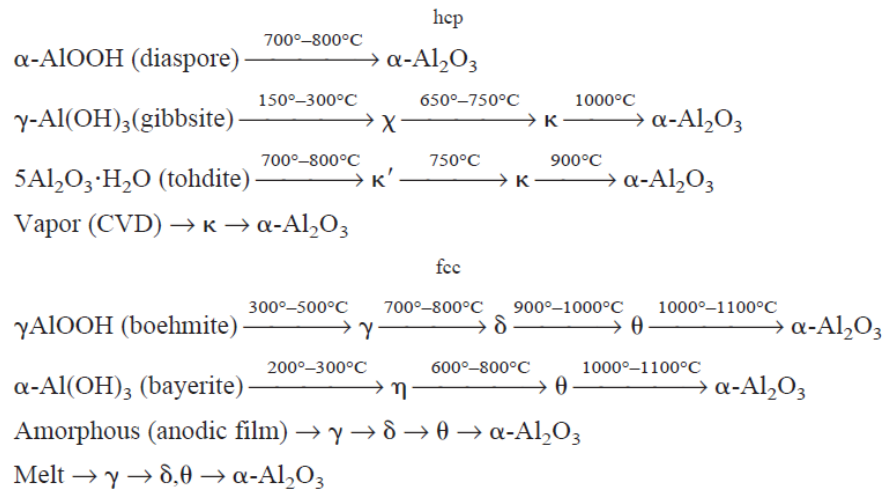 hcp
α-AlOOH (diaspore) 700°–800°C→ α-Al₂O₃
γ-Al(OH)₃(gibbsite) 150°–300°C→ χ 650°–750°C→ κ 1000°C→ α-Al₂O₃
5Al₂O₃·H₂O (tohdite) 700°–800°C→ κ′ 750°C→ κ 900°C→ α-Al₂O₃
Vapor (CVD) → κ → α-Al₂O₃
fcc
γAlOOH (boehmite) 300°–500°C→ γ 700°–800°C→ δ 900°–1000°C→ θ 1000°–1100°C→ α-Al₂O₃
α-Al(OH)₃ (bayerite) 200°–300°C→ η 600°–800°C→ θ 1000°–1100°C→ α-Al₂O₃
Amorphous (anodic film) → γ → δ → θ → α-Al₂O₃
Melt → γ → δ,θ → α-Al₂O₃